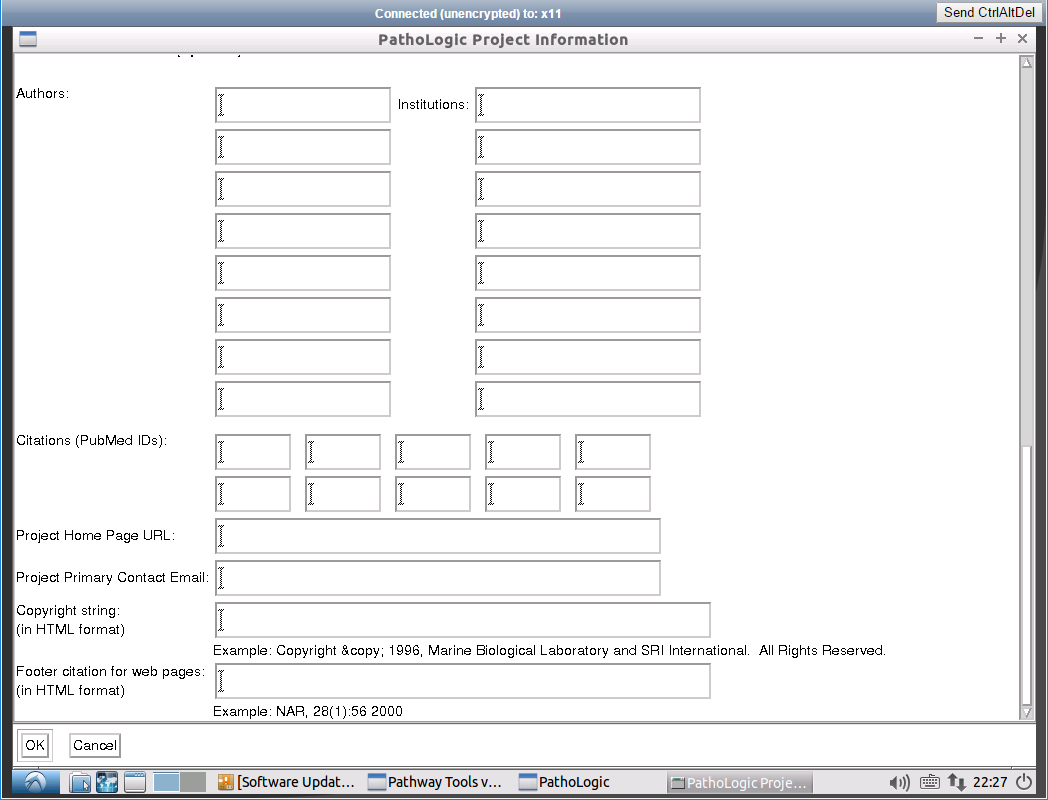 Connected (unencrypted) to: x11
Send CtrlAltDel
PathoLogic Project Information
Authors:
Institutions:
Citations (PubMed IDs):
Project Home Page URL:
Project Primary Contact Email:
Copyright string:
(in HTML format)
Example: Copyright &copy; 1996, Marine Biological Laboratory and SRI International.  All Rights Reserved.
Footer citation for web pages:
(in HTML format)
Example: NAR, 28(1):56 2000
OK
Cancel
[Software Updat...
Pathway Tools v...
PathoLogic
PathoLogic Proje...
22:27